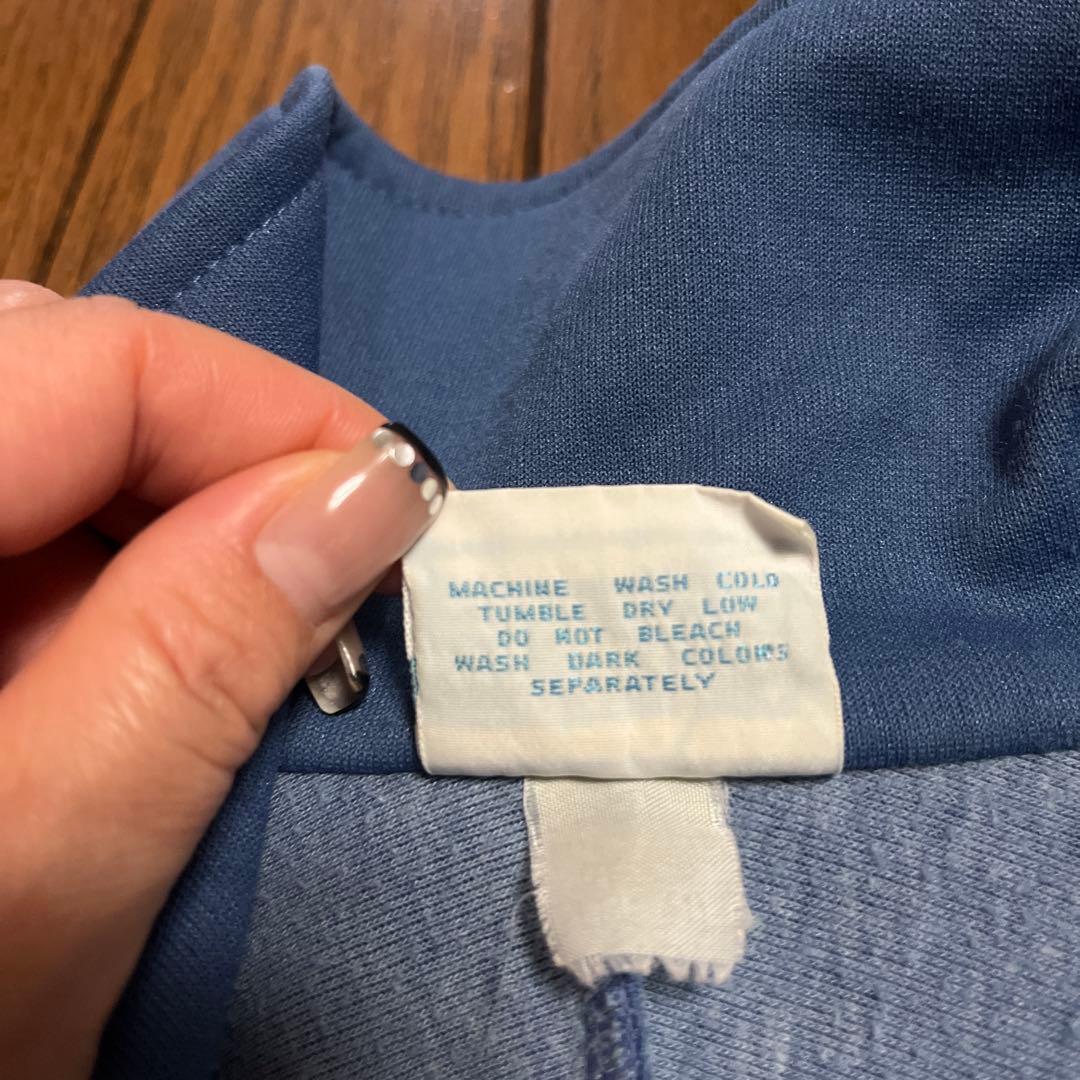 MACHINE WASH COLD
TUMBLE DRY LOW
DO NOT BLEACH
WASH DARK COLORS
SEPARATELY